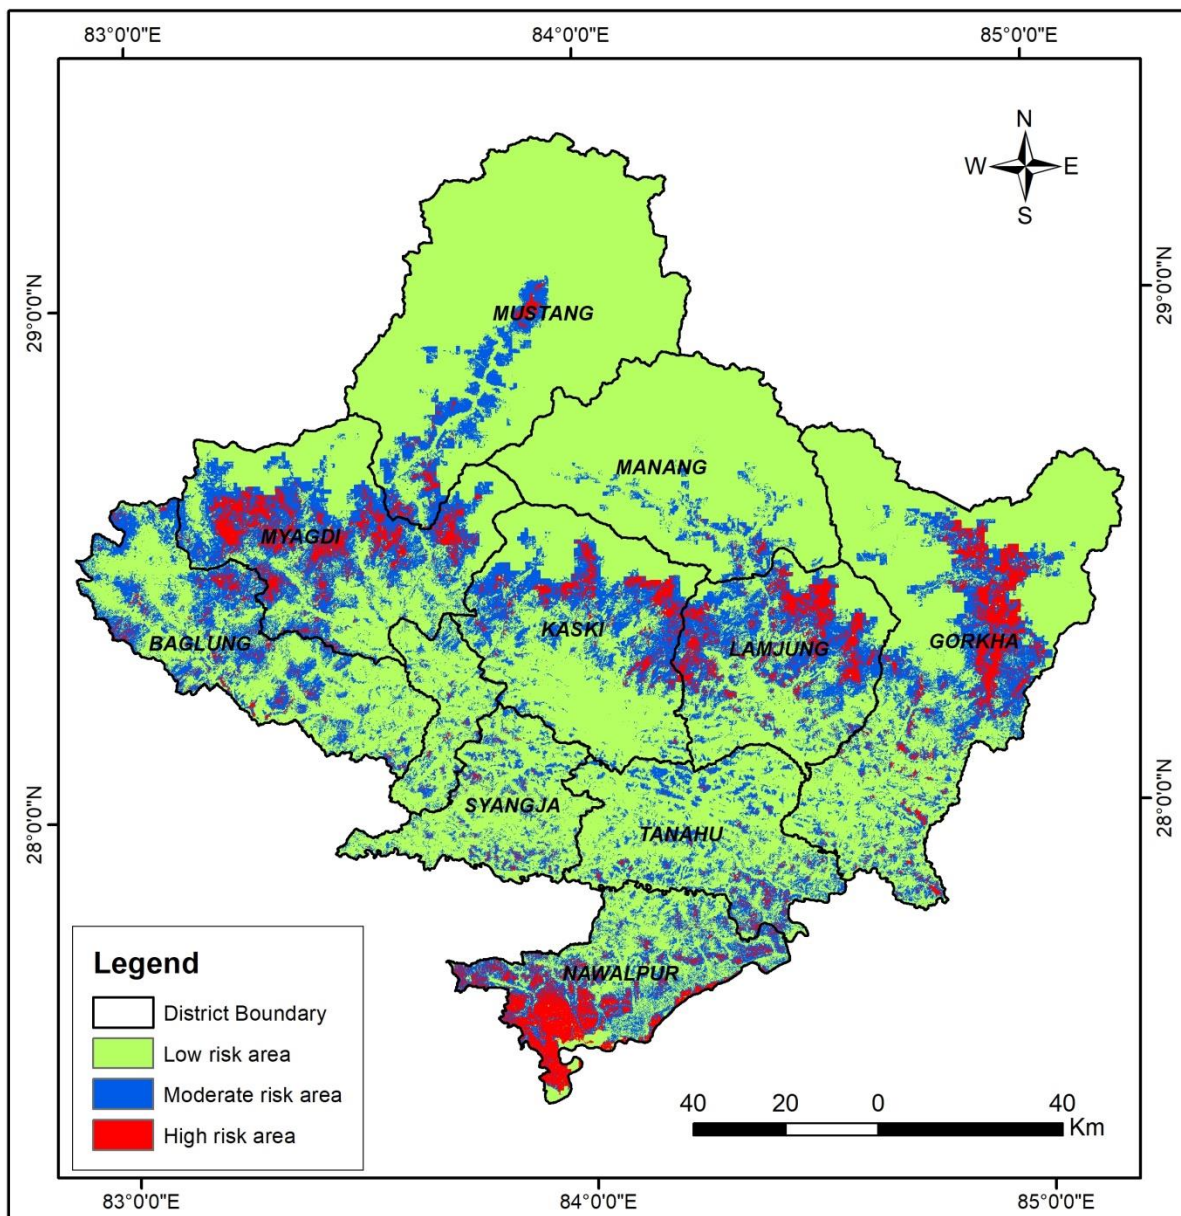 83°0'0"E 84°0'0"E 85°0'0"E
N
W E
S
29°0'0"N
29°0'0"N
MUSTANG
MANANG
MYAGDI
BAGLUNG
KASKI
LAMJUNG
GORKHA
28°0'0"N
28°0'0"N
SYANGJA
TANAHU
NAWALPUR
Legend
District Boundary
Low risk area
Moderate risk area
High risk area
40 20 0 40
Km
83°0'0"E 84°0'0"E 85°0'0"E